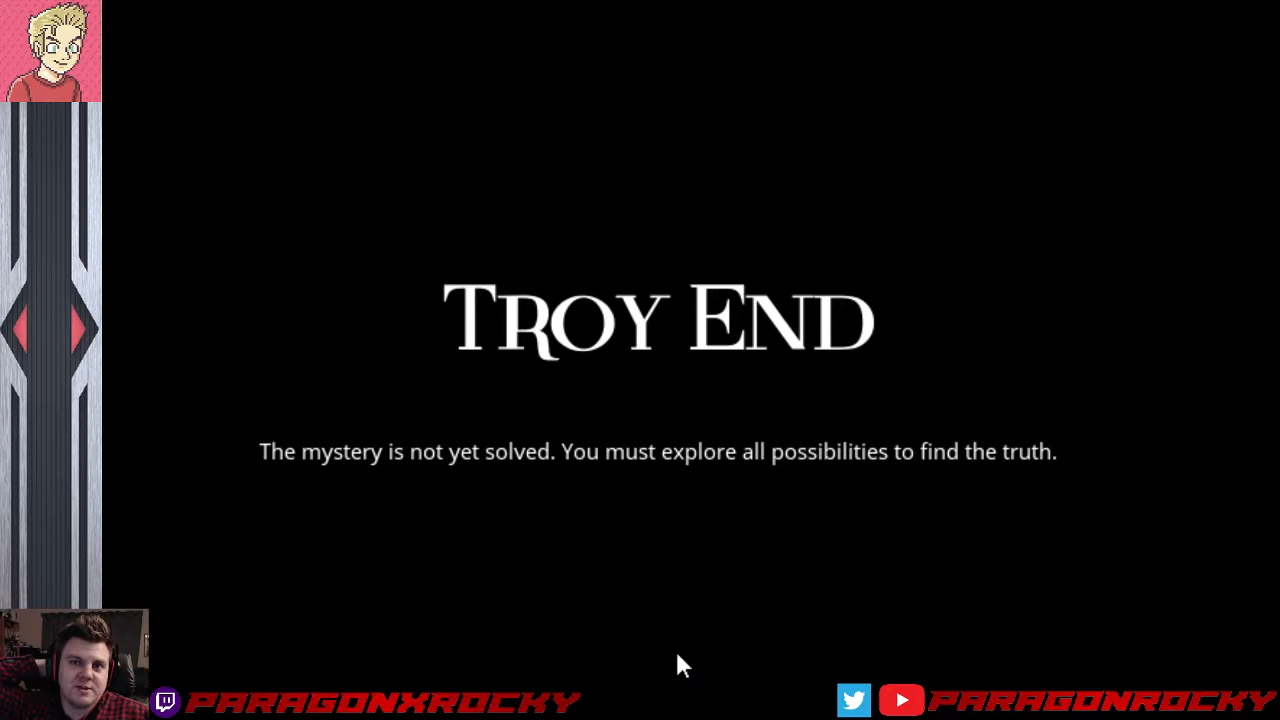 Troy End
The mystery is not yet solved. You must explore all possibilities to find the truth.
PARAGONXROCKY
PARAGONROCKY